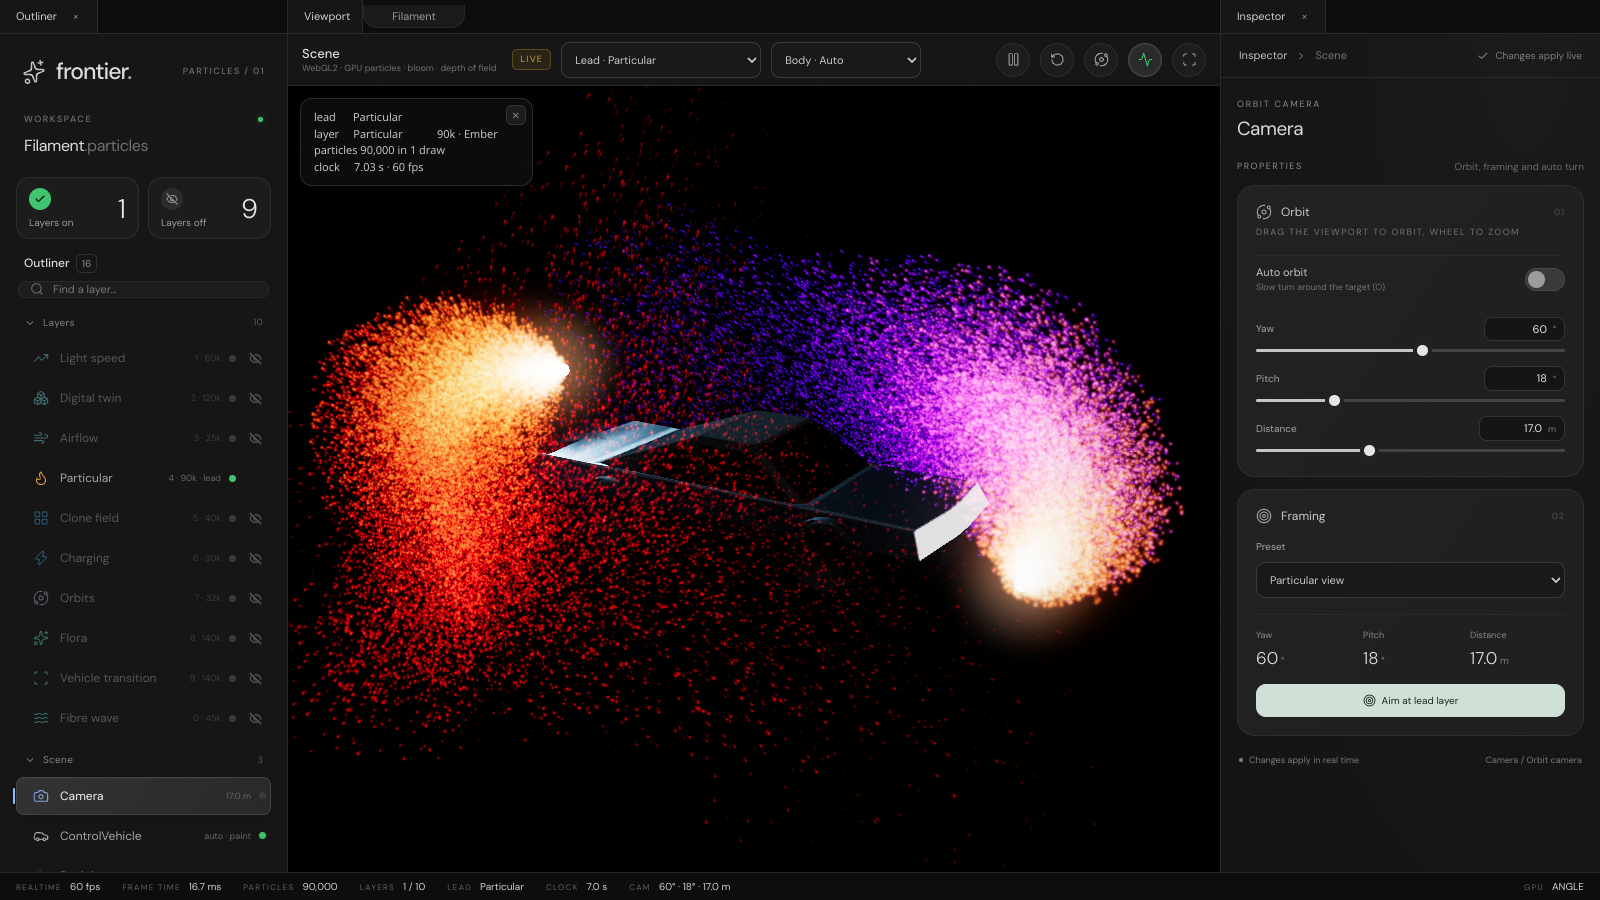 Outliner ×
Viewport
Filament
Inspector ×
frontier.
PARTICLES / 01
WORKSPACE
Filament.particles
Layers on
1
Layers off
9
Outliner 16
Find a layer...
Layers 10
Light speed 1 · 60k
Digital twin 2 · 120k
Airflow 3 · 25k
Particular 4 · 90k · lead
Clone field 5 · 40k
Charging 6 · 30k
Orbits 7 · 32k
Flora 8 · 140k
Vehicle transition 9 · 140k
Fibre wave 0 · 45k
Scene 3
Camera 17.0 m
ControlVehicle auto · paint
Scene
WebGL2 · GPU particles · bloom · depth of field
LIVE
Lead · Particular
Body · Auto
lead Particular
layer Particular 90k · Ember
particles 90,000 in 1 draw
clock 7.03 s · 60 fps
Inspector > Scene
Changes apply live
ORBIT CAMERA
Camera
PROPERTIES
Orbit, framing and auto turn
Orbit 01
DRAG THE VIEWPORT TO ORBIT, WHEEL TO ZOOM
Auto orbit
Slow turn around the target (O)
Yaw 60 °
Pitch 18 °
Distance 17.0 m
Framing 02
Preset
Particular view
Yaw Pitch Distance
60 ° 18 ° 17.0 m
Aim at lead layer
Changes apply in real time
Camera / Orbit camera
REALTIME 60 fps FRAME TIME 16.7 ms PARTICLES 90,000 LAYERS 1 / 10 LEAD Particular CLOCK 7.0 s CAM 60° · 18° · 17.0 m GPU ANGLE